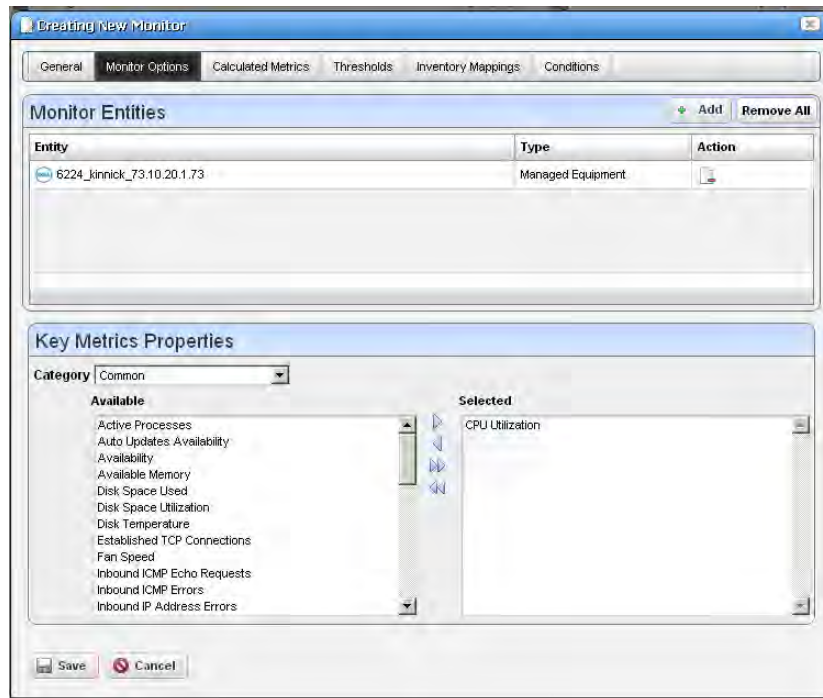 Creating New Monitor
General Monitor Options Calculated Metrics Thresholds Inventory Mappings Conditions
Monitor Entities
Add Remove All
Entity Type Action
6224_kinnick_73.10.20.1.73 Managed Equipment
Key Metrics Properties
Category Common
Available Selected
Active Processes CPU Utilization
Auto Updates Availability
Availability
Available Memory
Disk Space Used
Disk Space Utilization
Disk Temperature
Established TCP Connections
Fan Speed
Inbound ICMP Echo Requests
Inbound ICMP Errors
Inbound IP Address Errors
Save Cancel